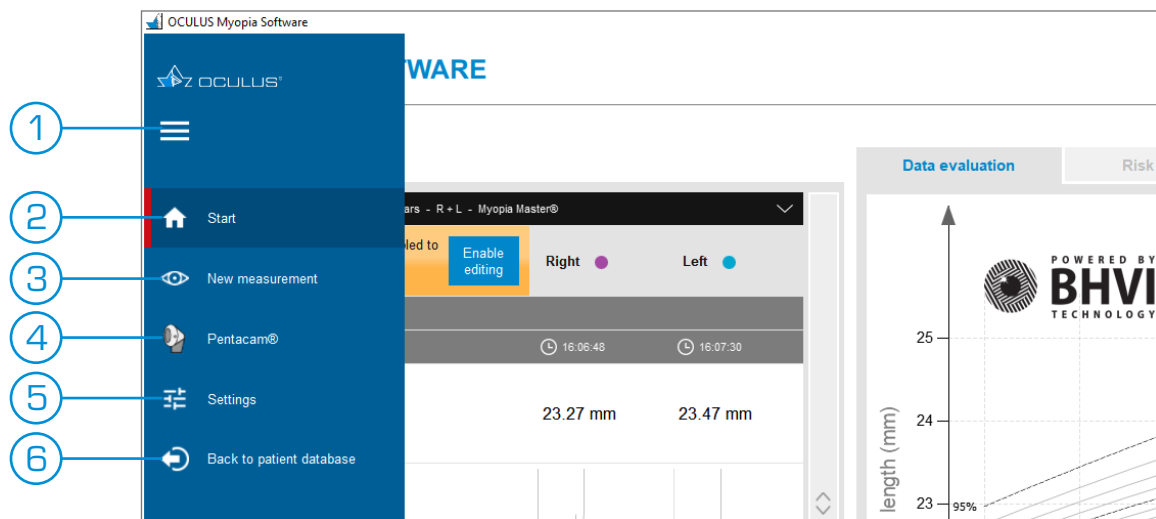 OCULUS Myopia Software
WARE
OCULUS®
1
2
Start
3
New measurement
4
Pentacam®
5
Settings
6
Back to patient database
ars - R + L - Myopia Master®
led to
Enable
editing
Right
Left
16:06:48
16:07:30
23.27 mm
23.47 mm
Data evaluation
Risk
POWERED BY
BHVI
TECHNOLOGY
25
24
23
95%
length (mm)